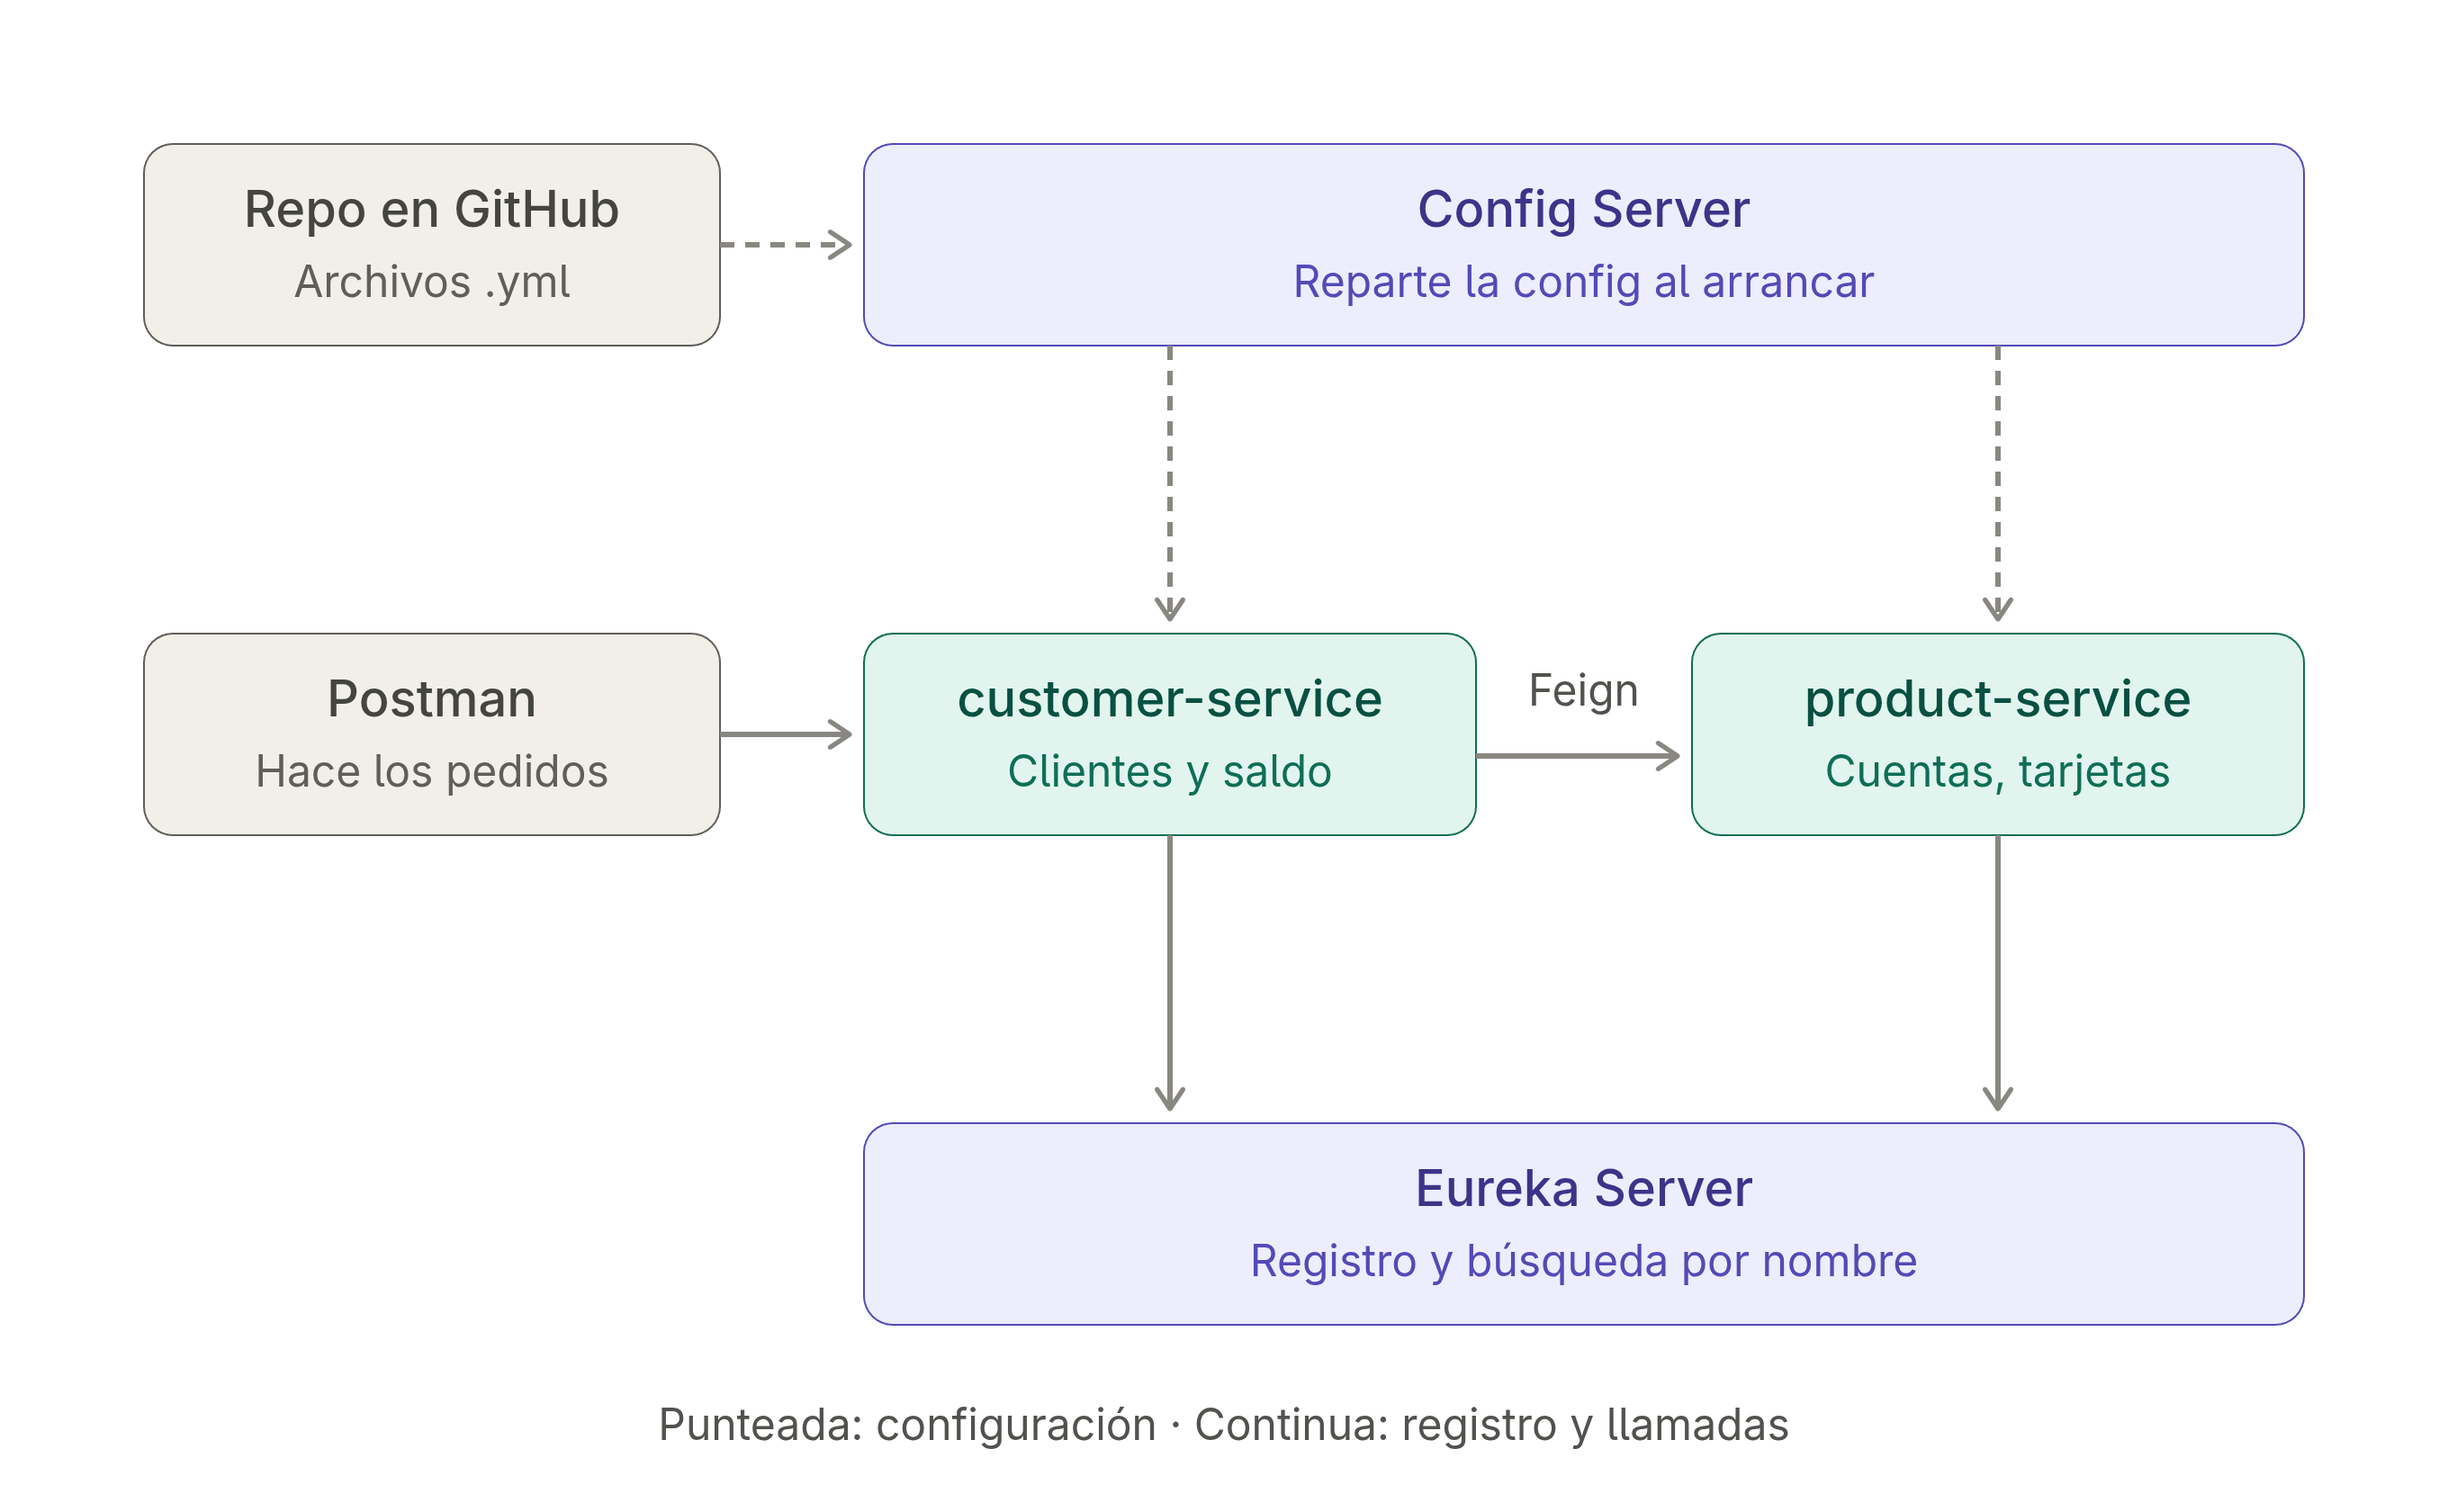 Repo en GitHub
Archivos .yml
Config Server
Reparte la config al arrancar
Postman
Hace los pedidos
customer-service
Clientes y saldo
Feign
product-service
Cuentas, tarjetas
Eureka Server
Registro y búsqueda por nombre
Punteada: configuración · Continua: registro y llamadas